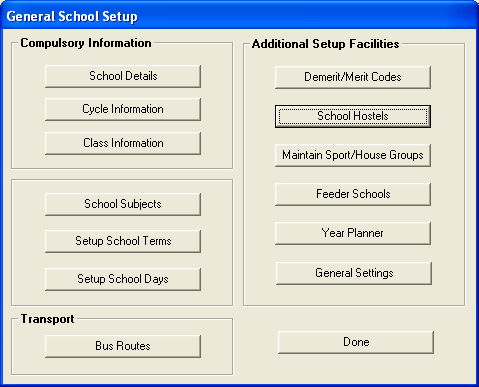 General School Setup
Compulsory Information
School Details
Cycle Information
Class Information
School Subjects
Setup School Terms
Setup School Days
Transport
Bus Routes
Additional Setup Facilities
Demerit/Merit Codes
School Hostels
Maintain Sport/House Groups
Feeder Schools
Year Planner
General Settings
Done